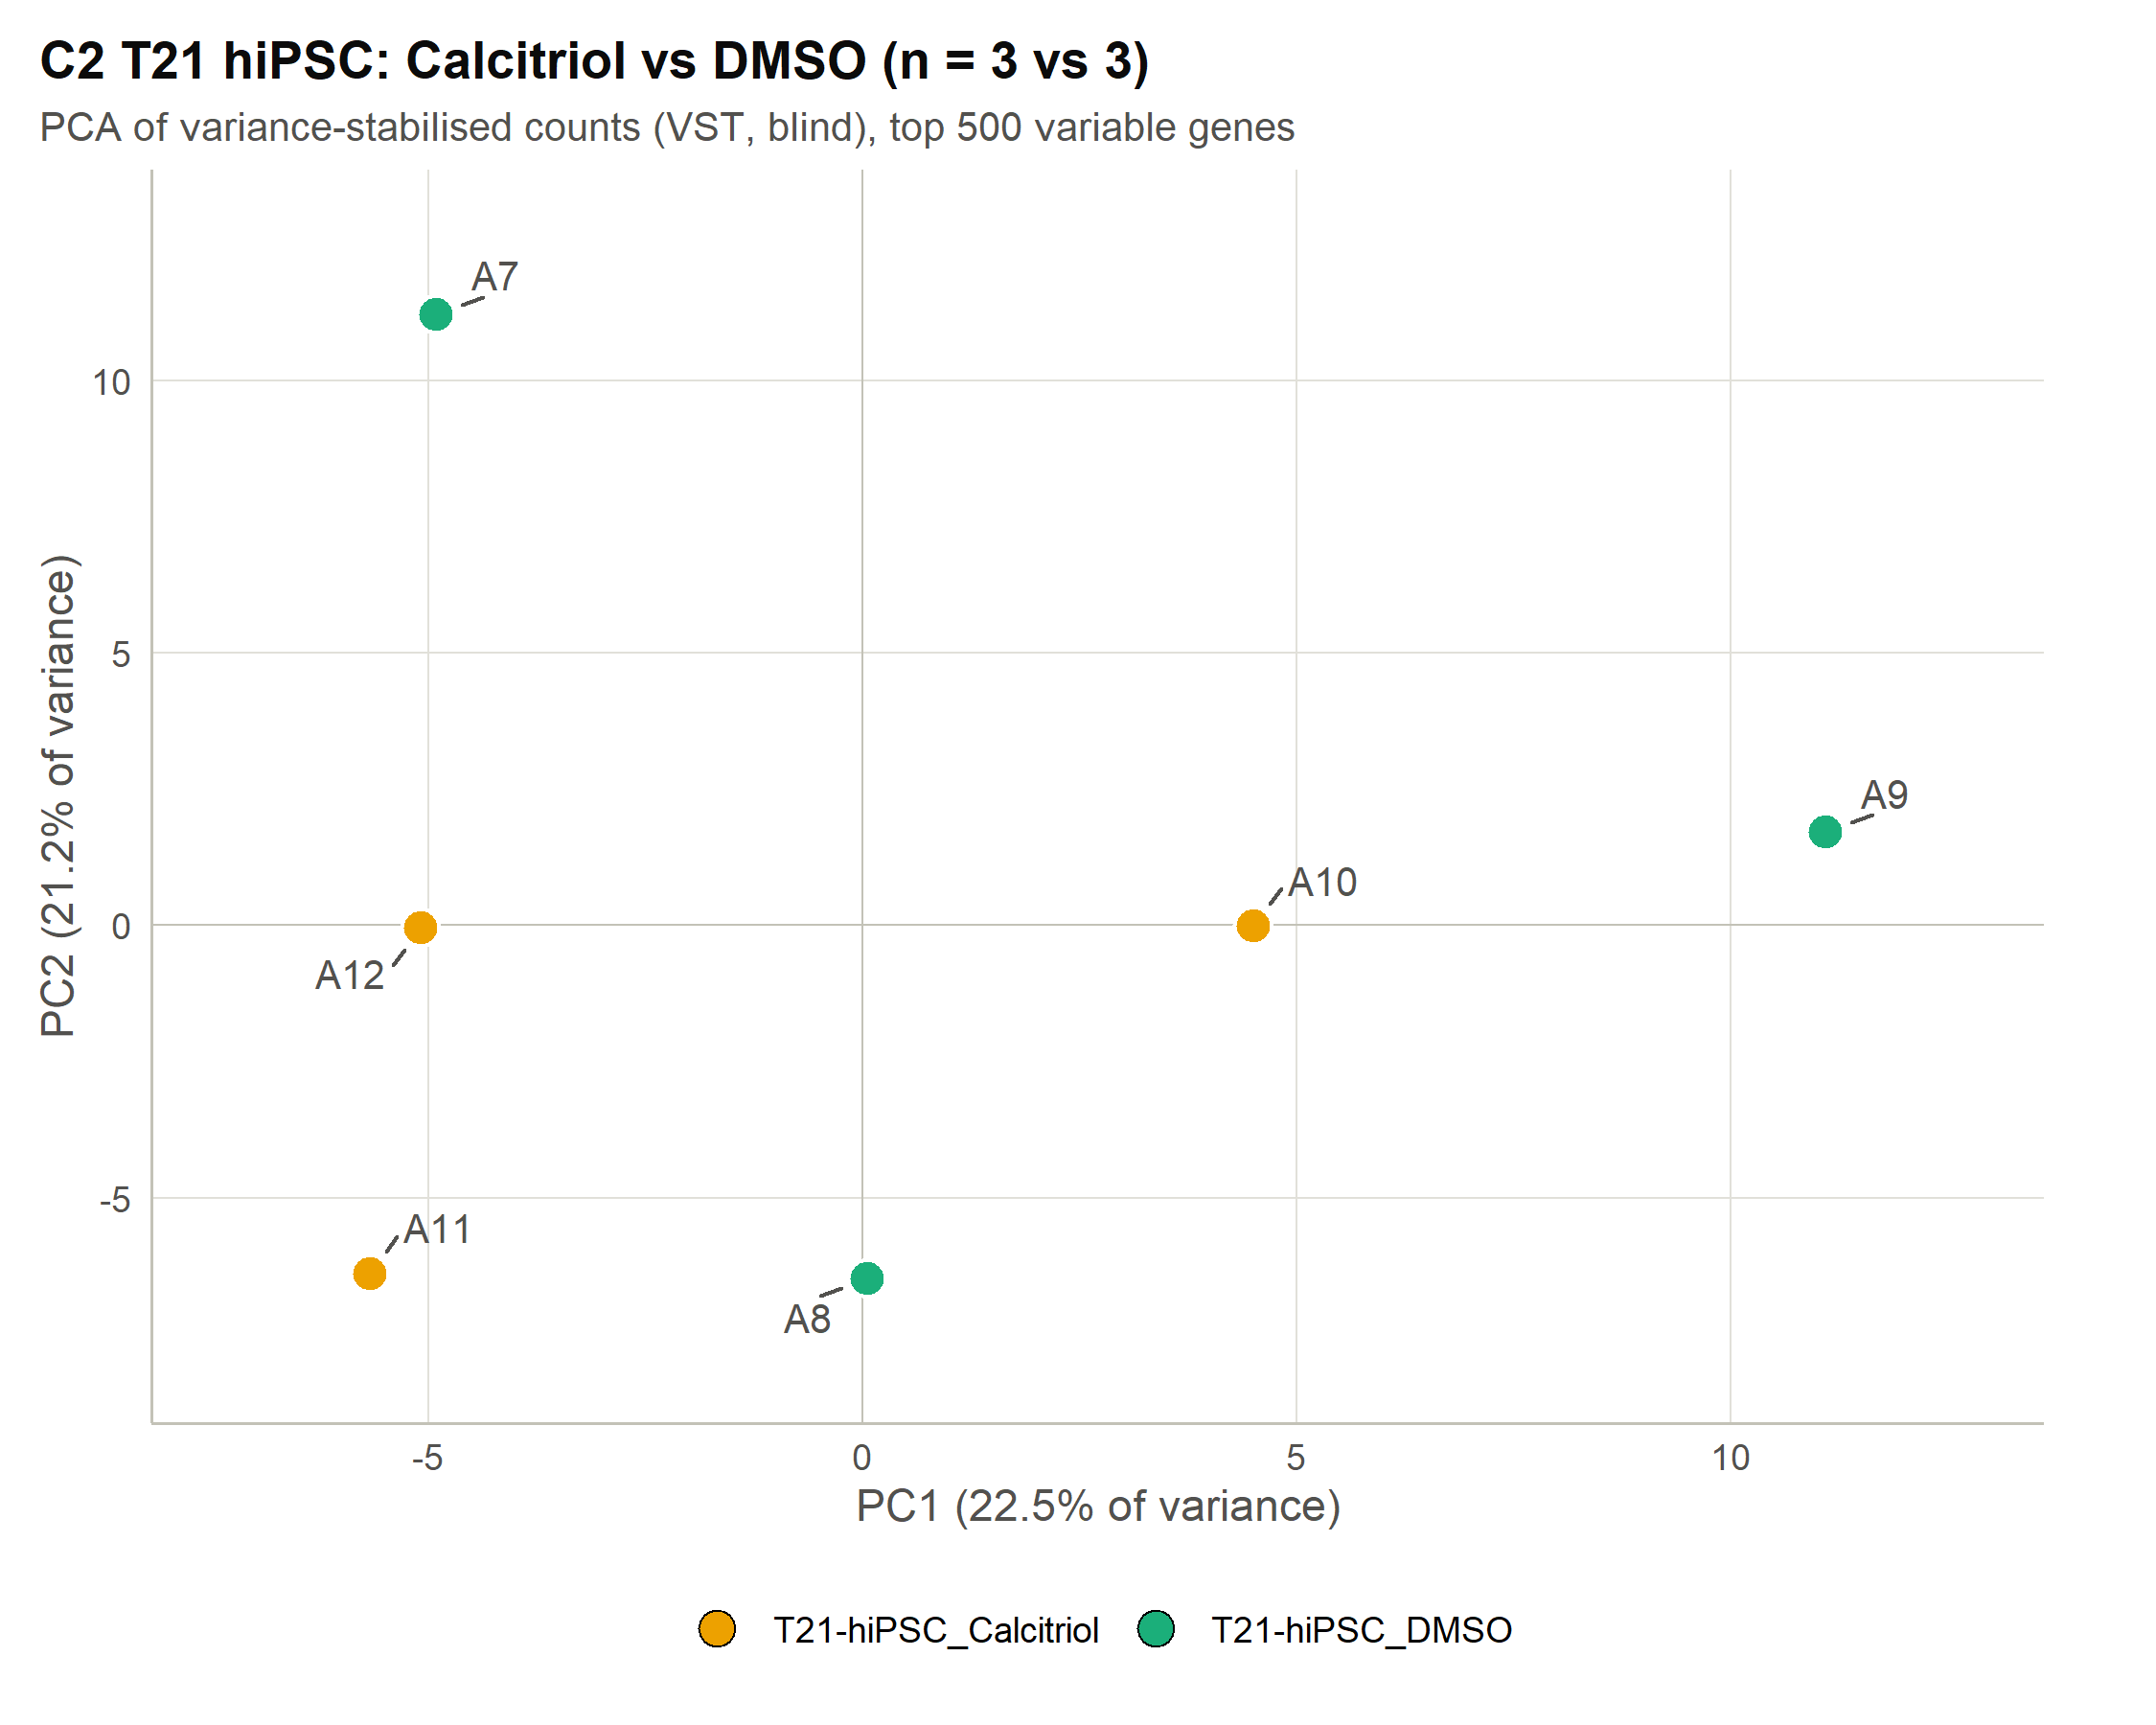 C2 T21 hiPSC: Calcitriol vs DMSO (n = 3 vs 3)
PCA of variance-stabilised counts (VST, blind), top 500 variable genes
A7
10
5
A9
A10
0
A12
-5
A11
A8
PC2 (21.2% of variance)
-5
0
5
10
PC1 (22.5% of variance)
T21-hiPSC_Calcitriol
T21-hiPSC_DMSO